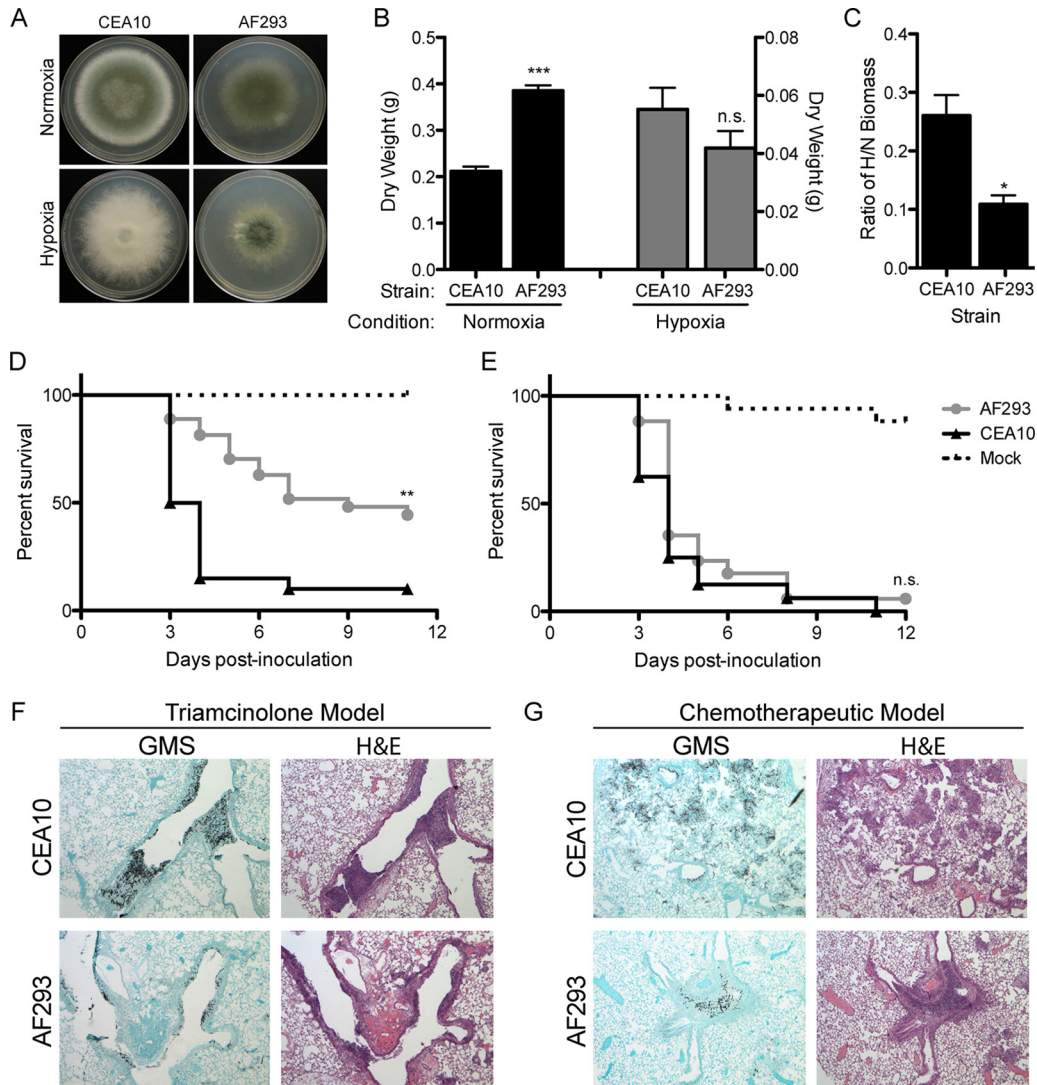 A
CEA10 AF293
Normoxia
Hypoxia
B
Dry Weight (g)
0.5
0.4
0.3
0.2
0.1
0.0
***
n.s.
0.08
0.06
0.04
0.02
0.00
Dry Weight (g)
Strain: CEA10 AF293 CEA10 AF293
Condition: Normoxia Hypoxia
C
Ratio of H/N Biomass
0.4
0.3
0.2
0.1
0.0
*
CEA10 AF293
Strain
D
Percent survival
100
50
0
**
0 3 6 9 12
Days post-inoculation
E
Percent survival
100
50
0
n.s.
0 3 6 9 12
Days post-inoculation
AF293
CEA10
Mock
F
Triamcinolone Model
GMS H&E
CEA10
AF293
G
Chemotherapeutic Model
GMS H&E
CEA10
AF293